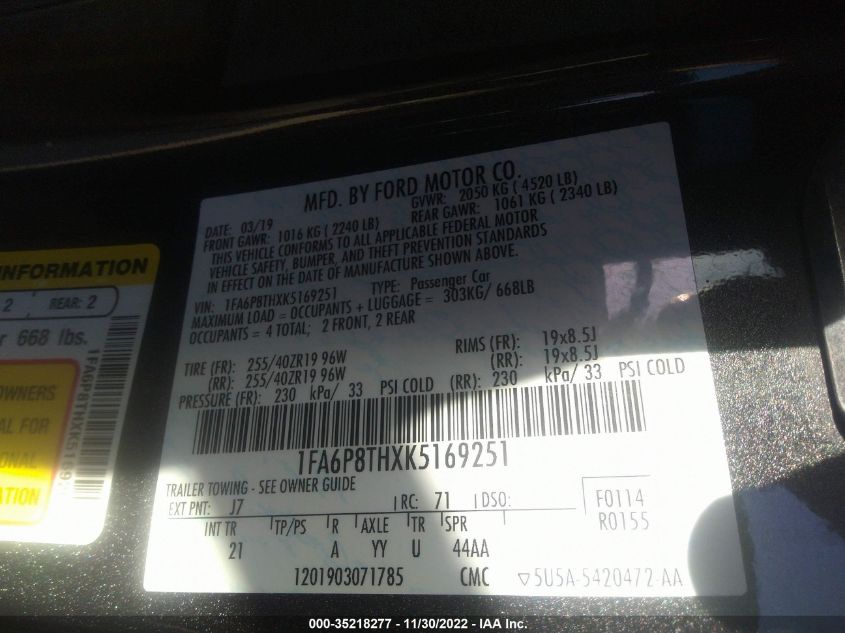 MFD. BY FORD MOTOR CO.
DATE: 03/19
GVWR: 2050 KG ( 4520 LB)
FRONT GAWR: 1016 KG ( 2240 LB)
REAR GAWR: 1061 KG ( 2340 LB)
THIS VEHICLE CONFORMS TO ALL APPLICABLE FEDERAL MOTOR
VEHICLE SAFETY, BUMPER, AND THEFT PREVENTION STANDARDS
IN EFFECT ON THE DATE OF MANUFACTURE SHOWN ABOVE.
VIN: 1FA6P8THXK5169251 TYPE: Passenger Car
MAXIMUM LOAD = OCCUPANTS + LUGGAGE = 303KG/ 668LB
OCCUPANTS = 4 TOTAL; 2 FRONT, 2 REAR
TIRE (FR): 255/40ZR19 96W RIMS (FR): 19x8.5J
(RR): 255/40ZR19 96W (RR): 19x8.5J
PRESSURE (FR): 230 kPa/ 33 PSI COLD (RR): 230 kPa/ 33 PSI COLD
1FA6P8THXK5169251
TRAILER TOWING - SEE OWNER GUIDE
EXT PNT: J7 RC: 71 DSO:
F0114
R0155
INT TR TP/PS R AXLE TR SPR
21 A YY U 44AA
1201903071785 CMC ▽5U5A-5420472-AA
INFORMATION
2 REAR: 2
668 lbs.
OWNERS
FOR
1FA6P8THXK5169
000-35218277 - 11/30/2022 - IAA Inc.